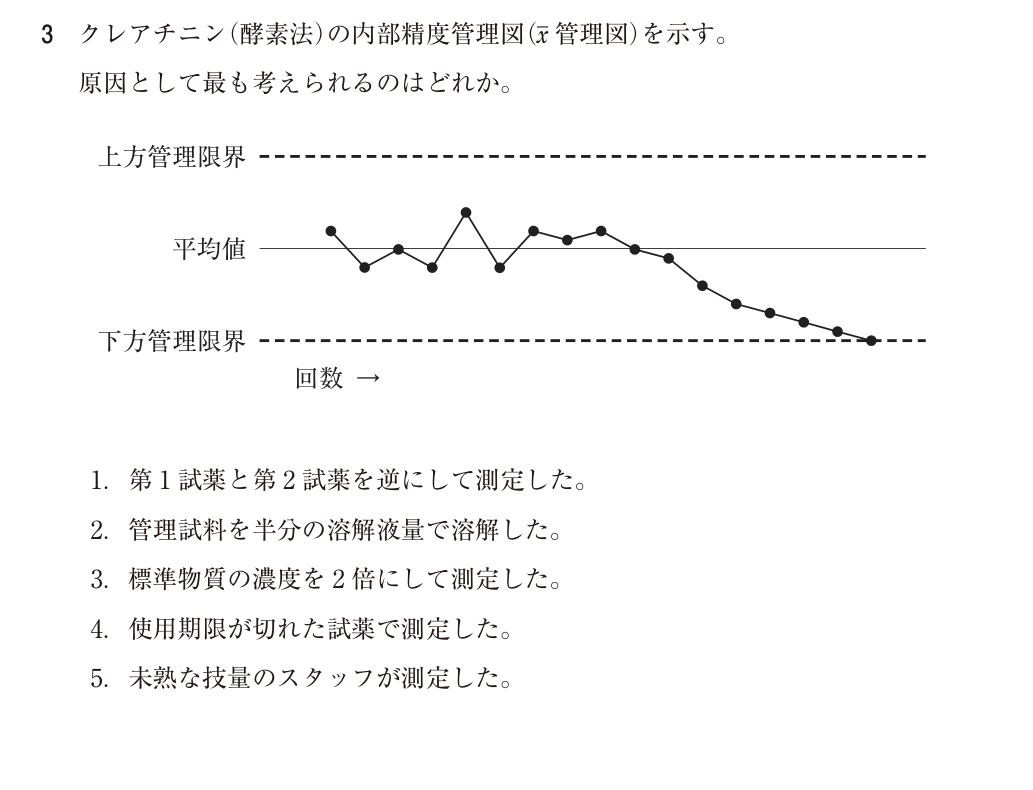 3 クレアチニン(酵素法)の内部精度管理図(x̄ 管理図)を示す。
原因として最も考えられるのはどれか。
上方管理限界
平均値
下方管理限界
回数 →
1. 第1試薬と第2試薬を逆にして測定した。
2. 管理試料を半分の溶解液量で溶解した。
3. 標準物質の濃度を2倍にして測定した。
4. 使用期限が切れた試薬で測定した。
5. 未熟な技量のスタッフが測定した。